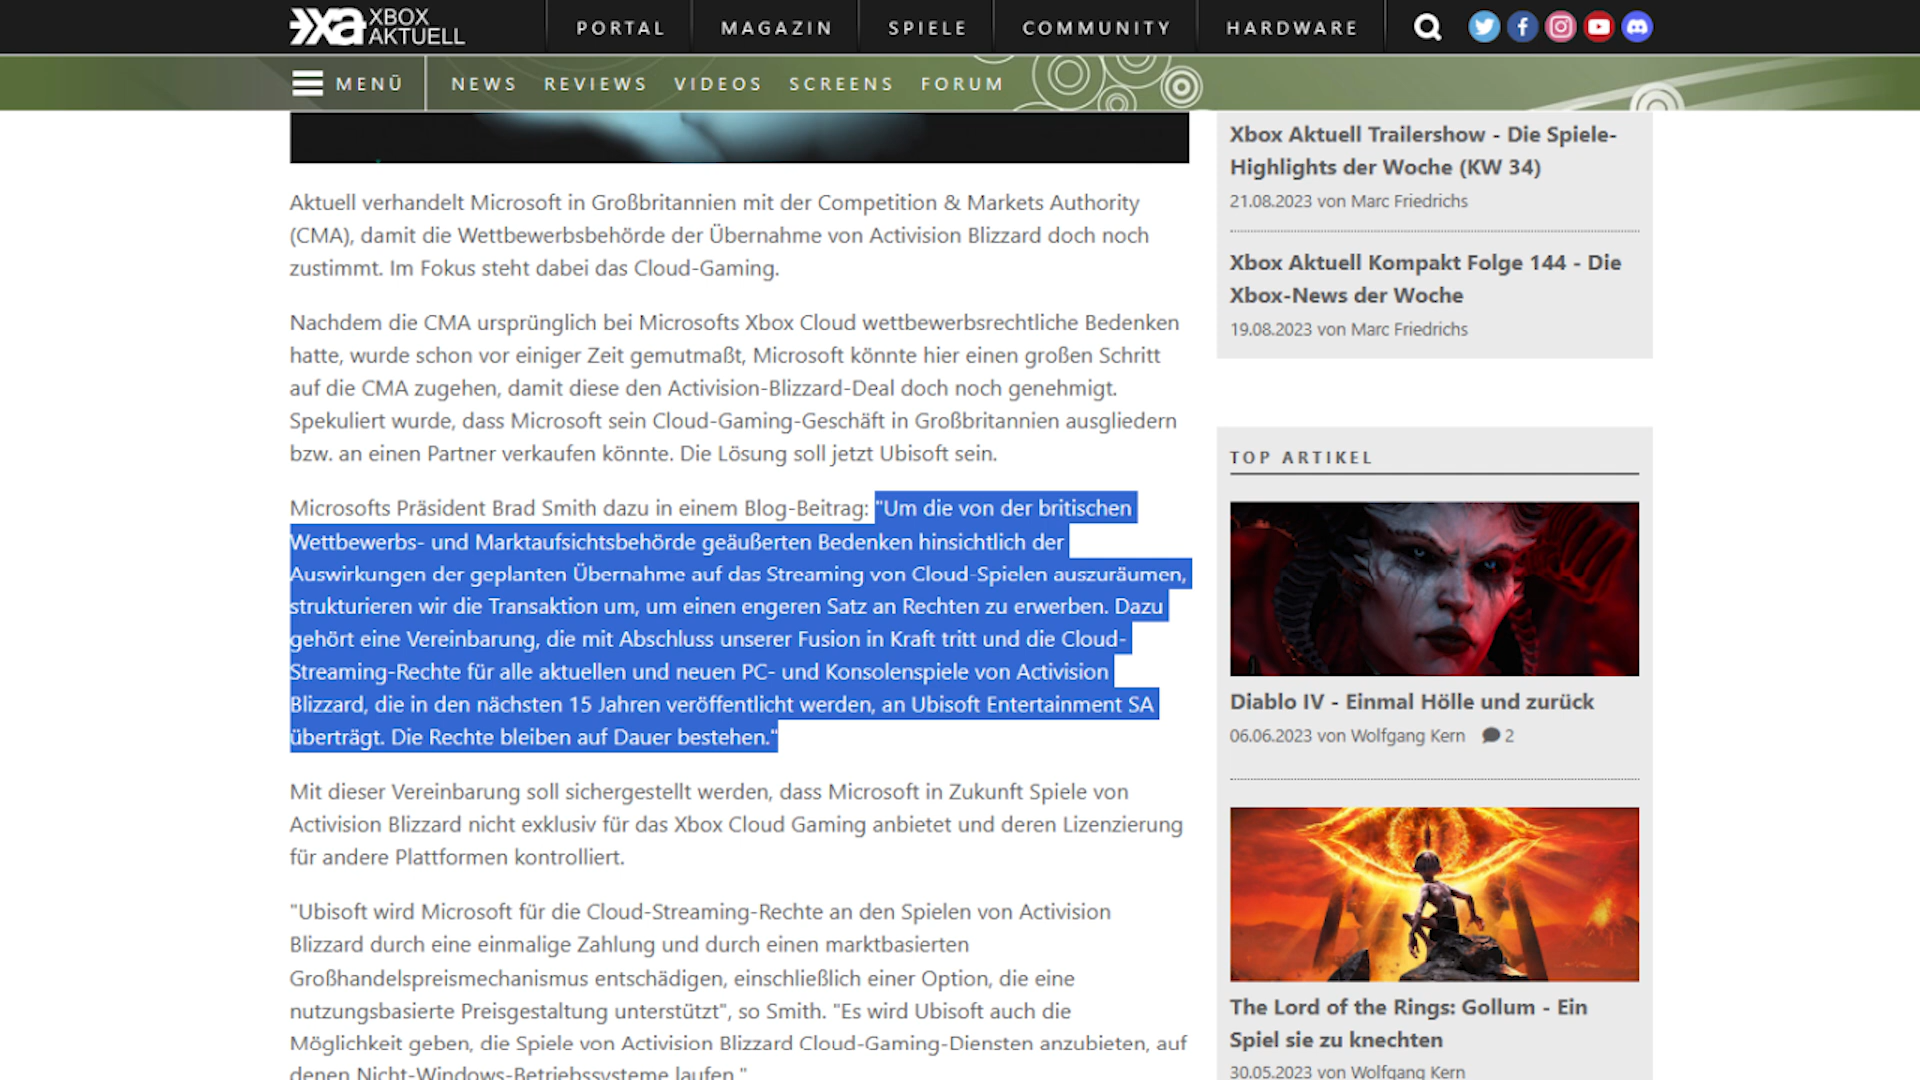 XBOX
AKTUELL
PORTAL
MAGAZIN
SPIELE
COMMUNITY
HARDWARE
MENÜ
NEWS
REVIEWS
VIDEOS
SCREENS
FORUM
Aktuell verhandelt Microsoft in Großbritannien mit der Competition & Markets Authority
(CMA), damit die Wettbewerbsbehörde der Übernahme von Activision Blizzard doch noch
zustimmt. Im Fokus steht dabei das Cloud-Gaming.
Nachdem die CMA ursprünglich bei Microsofts Xbox Cloud wettbewerbsrechtliche Bedenken
hatte, wurde schon vor einiger Zeit gemutmaßt, Microsoft könnte hier einen großen Schritt
auf die CMA zugehen, damit diese den Activision-Blizzard-Deal doch noch genehmigt.
Spekuliert wurde, dass Microsoft sein Cloud-Gaming-Geschäft in Großbritannien ausgliedern
bzw. an einen Partner verkaufen könnte. Die Lösung soll jetzt Ubisoft sein.
Microsofts Präsident Brad Smith dazu in einem Blog-Beitrag: "Um die von der britischen
Wettbewerbs- und Marktaufsichtsbehörde geäußerten Bedenken hinsichtlich der
Auswirkungen der geplanten Übernahme auf das Streaming von Cloud-Spielen auszuräumen,
strukturieren wir die Transaktion um, um einen engeren Satz an Rechten zu erwerben. Dazu
gehört eine Vereinbarung, die mit Abschluss unserer Fusion in Kraft tritt und die Cloud-
Streaming-Rechte für alle aktuellen und neuen PC- und Konsolenspiele von Activision
Blizzard, die in den nächsten 15 Jahren veröffentlicht werden, an Ubisoft Entertainment SA
überträgt. Die Rechte bleiben auf Dauer bestehen."
Mit dieser Vereinbarung soll sichergestellt werden, dass Microsoft in Zukunft Spiele von
Activision Blizzard nicht exklusiv für das Xbox Cloud Gaming anbietet und deren Lizenzierung
für andere Plattformen kontrolliert.
"Ubisoft wird Microsoft für die Cloud-Streaming-Rechte an den Spielen von Activision
Blizzard durch eine einmalige Zahlung und durch einen marktbasierten
Großhandelspreismechanismus entschädigen, einschließlich einer Option, die eine
nutzungsbasierte Preisgestaltung unterstützt", so Smith. "Es wird Ubisoft auch die
Möglichkeit geben, die Spiele von Activision Blizzard Cloud-Gaming-Diensten anzubieten, auf
denen Nicht-Windows-Betriebssysteme laufen."
Xbox Aktuell Trailershow - Die Spiele-
Highlights der Woche (KW 34)
21.08.2023 von Marc Friedrichs
Xbox Aktuell Kompakt Folge 144 - Die
Xbox-News der Woche
19.08.2023 von Marc Friedrichs
TOP ARTIKEL
Diablo IV - Einmal Hölle und zurück
06.06.2023 von Wolfgang Kern 2
The Lord of the Rings: Gollum - Ein
Spiel sie zu knechten
30.05.2023 von Wolfgang Kern